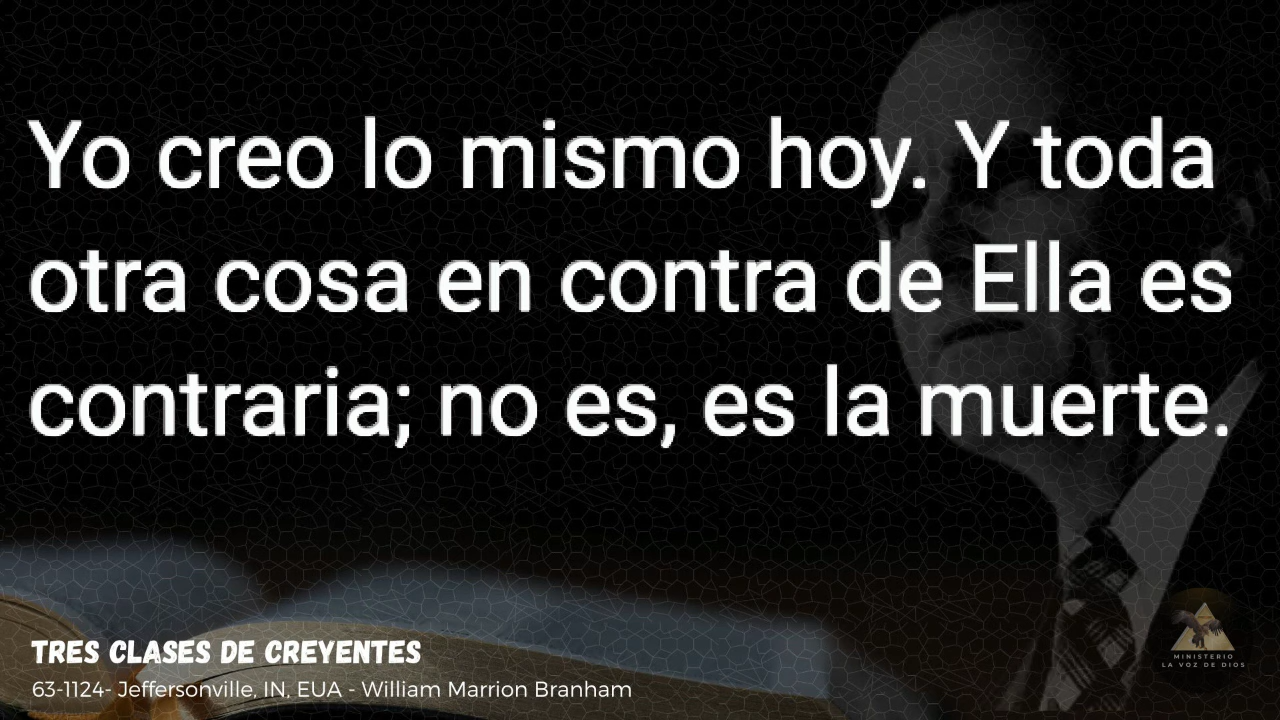 Yo creo lo mismo hoy. Y toda
otra cosa en contra de Ella es
contraria; no es, es la muerte.
TRES CLASES DE CREYENTES
63-1124- Jeffersonville, IN, EUA - William Marrion Branham
MINISTERIO
LA VOZ DE DIOS